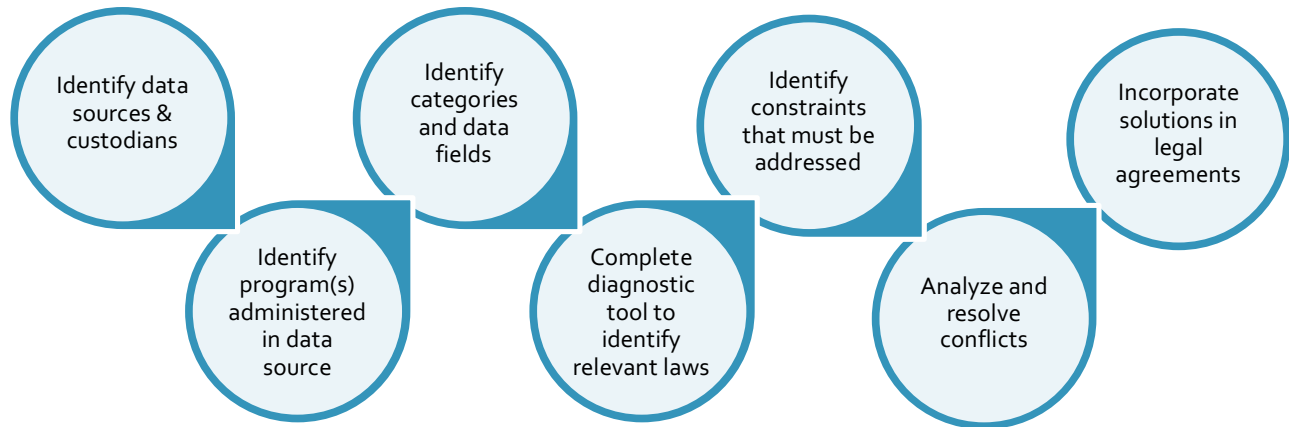 Identify data
sources &
custodians
Identify
program(s)
administered
in data
source
Identify
categories
and data
fields
Complete
diagnostic
tool to
identify
relevant laws
Identify
constraints
that must be
addressed
Analyze and
resolve
conflicts
Incorporate
solutions in
legal
agreements